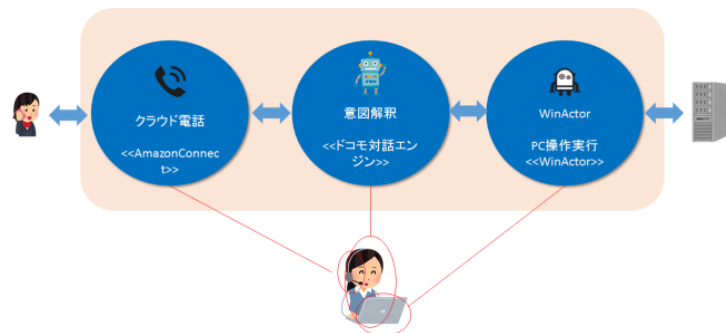 クラウド電話
<<AmazonConnec
t>>
意図解釈
<<ドコモ対話エン
ジン>>
WinActor
PC操作実行
<<WinActor>>